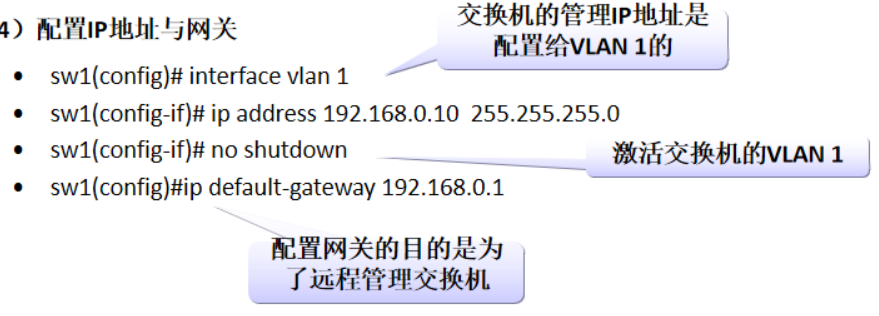 4）配置IP地址与网关
交换机的管理IP地址是
配置给VLAN 1的
• sw1(config)# interface vlan 1
• sw1(config-if)# ip address 192.168.0.10 255.255.255.0
• sw1(config-if)# no shutdown
激活交换机的VLAN 1
• sw1(config)#ip default-gateway 192.168.0.1
配置网关的目的是为
了远程管理交换机